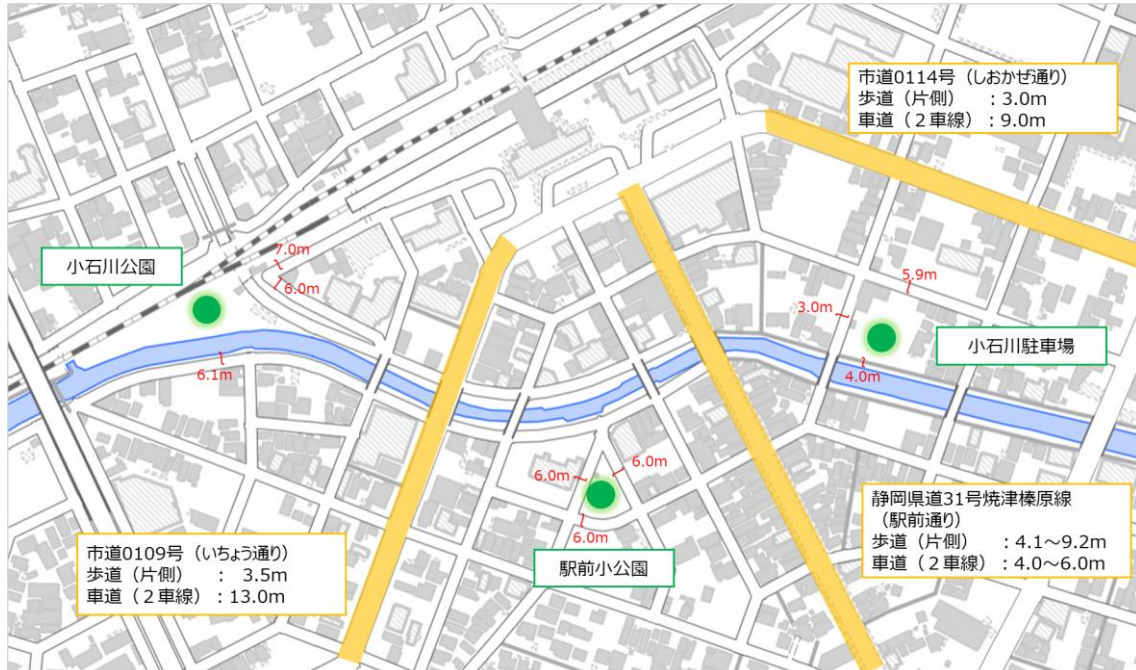 市道0114号（しおかぜ通り）
歩道（片側）　：3.0m
車道（２車線）：9.0m
7.0m
6.0m
小石川公園
5.9m
3.0m
小石川駐車場
6.1m
4.0m
6.0m
6.0m
6.0m
市道0109号（いちょう通り）
歩道（片側）　：　3.5m
車道（２車線）：13.0m
駅前小公園
静岡県道31号焼津榛原線
（駅前通り）
歩道（片側）　：4.1～9.2m
車道（２車線）：4.0～6.0m